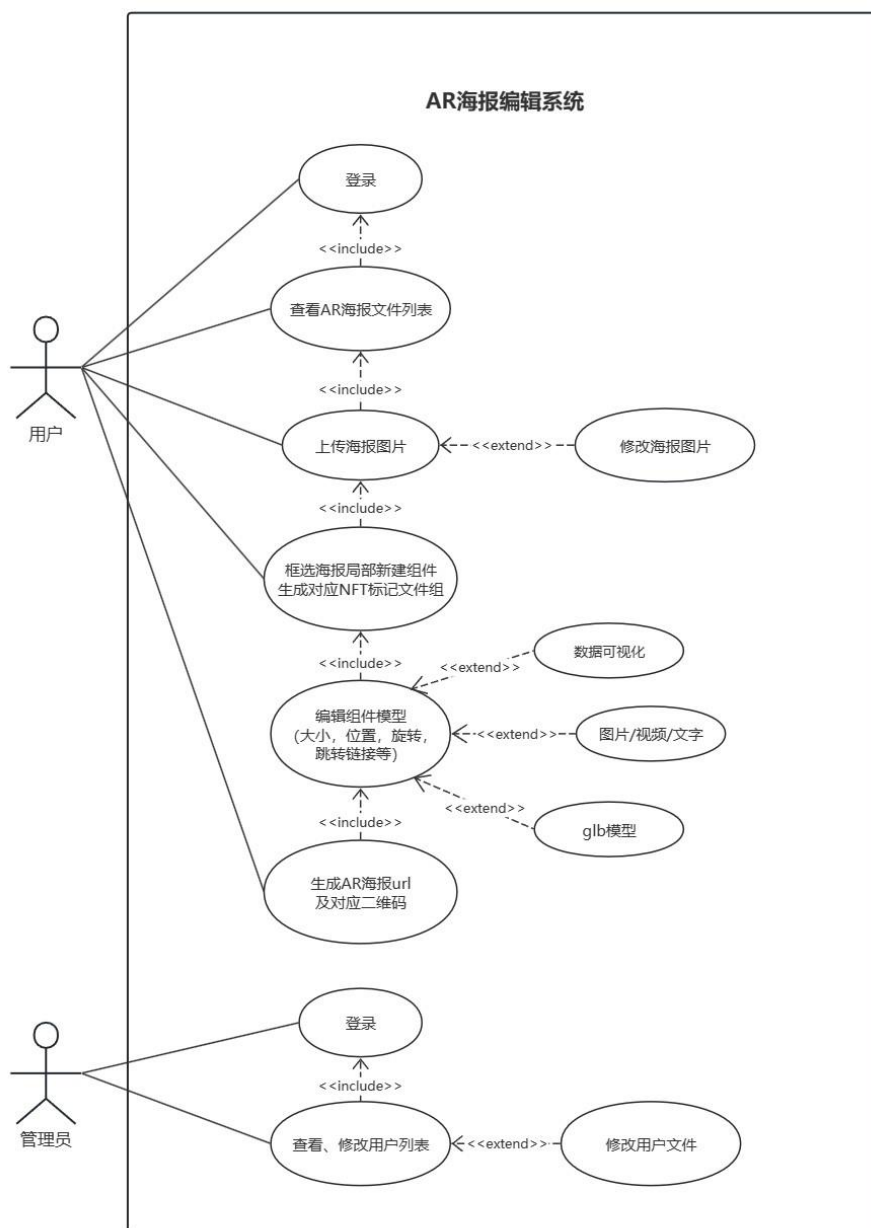 AR海报编辑系统
登录
<<include>>
查看AR海报文件列表
<<include>>
用户
上传海报图片
<<extend>>
修改海报图片
<<include>>
框选海报局部新建组件
生成对应NFT标记文件组
<<include>>
<<extend>>
数据可视化
编辑组件模型
(大小，位置，旋转，
跳转链接等)
<<extend>>
图片/视频/文字
<<extend>>
glb模型
<<include>>
生成AR海报url
及对应二维码
登录
<<include>>
管理员
查看、修改用户列表
<<extend>>
修改用户文件